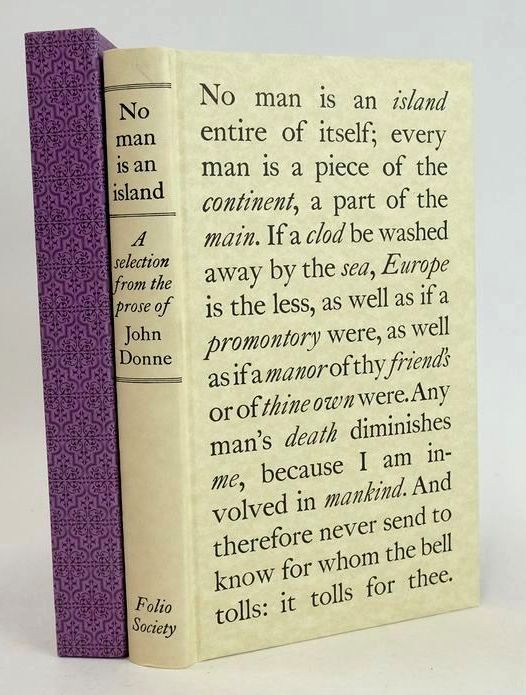 No
man
is an
island
A
selection
from the
prose of
John
Donne
Folio
Society
No man is an island
entire of itself; every
man is a piece of the
continent, a part of the
main. If a clod be washed
away by the sea, Europe
is the less, as well as if a
promontory were, as well
as if a manor of thy friend's
or of thine own were. Any
man's death diminishes
me, because I am in-
volved in mankind. And
therefore never send to
know for whom the bell
tolls: it tolls for thee.